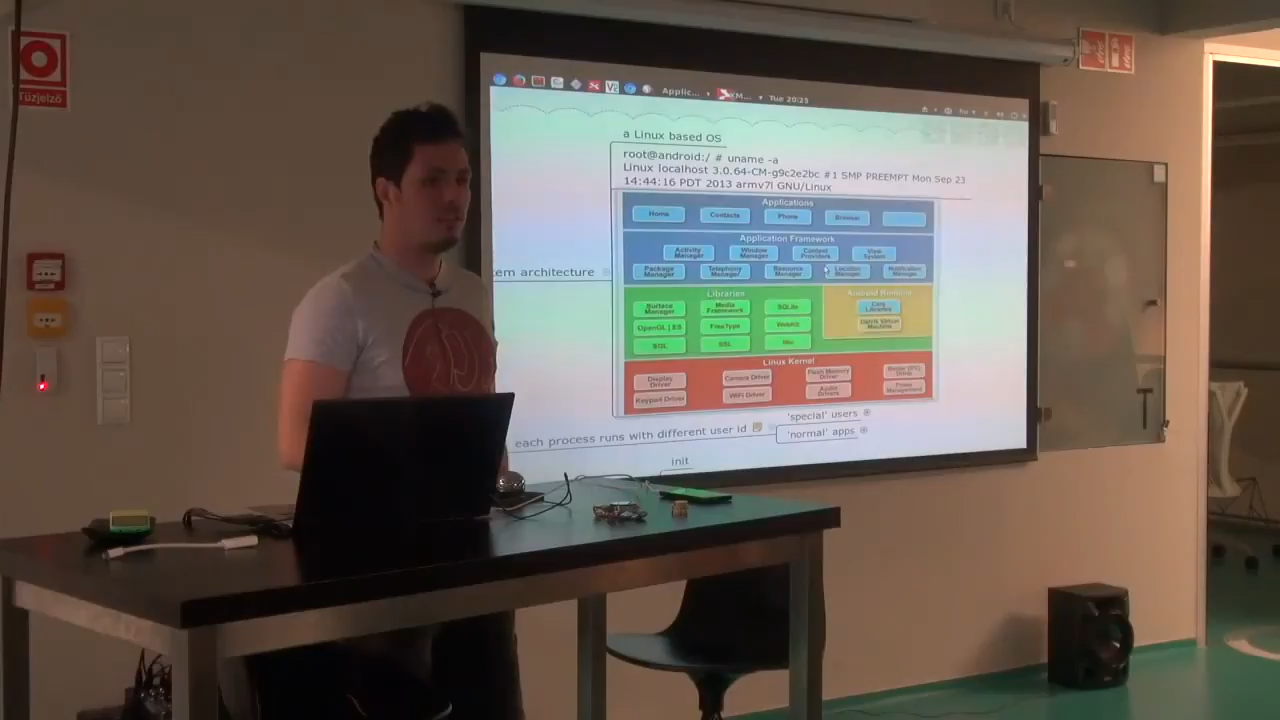 Tűzjelző
Applic...
XM...
Tue 20:25
a Linux based OS
root@android:/ # uname -a
Linux localhost 3.0.64-CM-g9c2e2bc #1 SMP PREEMPT Mon Sep 23
14:44:16 PDT 2013 armv7l GNU/Linux
Applications
Home Contacts Phone Browser
Application Framework
Activity Manager Window Manager Content Providers View System
Package Manager Telephony Manager Resource Manager Location Manager Notification Manager
Libraries Android Runtime
Surface Manager Media Framework SQLite Core Libraries
OpenGL | ES FreeType WebKit Dalvik Virtual Machine
SGL SSL libc
Linux Kernel
Display Driver Camera Driver Flash Memory Driver Binder (IPC) Driver
Keypad Driver WiFi Driver Audio Drivers Power Management
tem architecture
'special' users
each process runs with different user id
'normal' apps
init